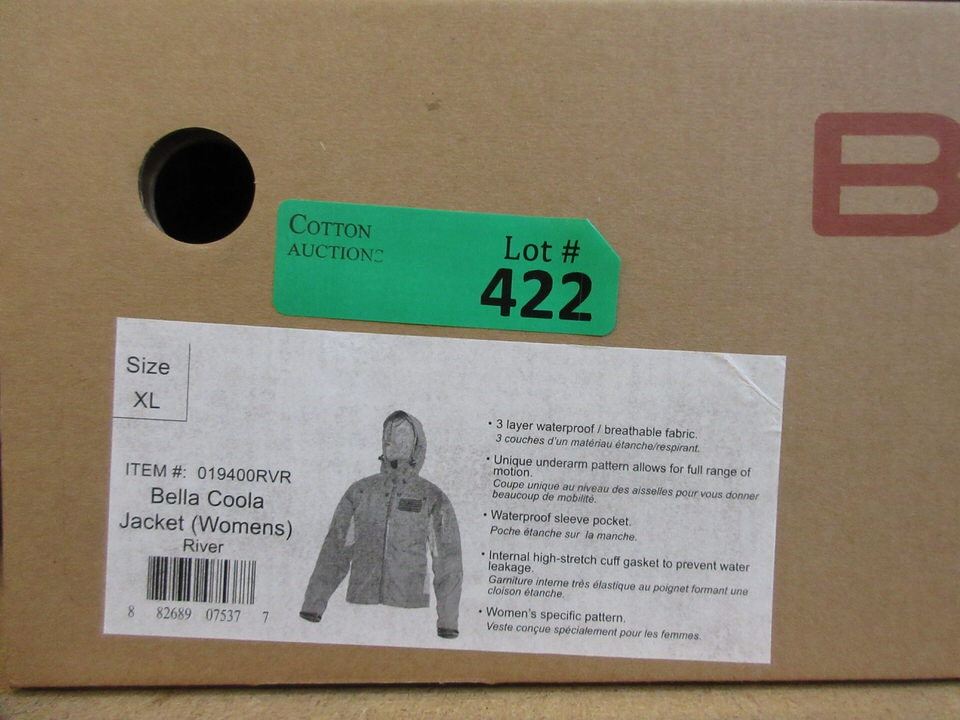 B
COTTON
AUCTIONS
Lot #
422
Size
XL
ITEM #: 019400RVR
Bella Coola
Jacket (Womens)
River
8 82689 07537 7
• 3 layer waterproof / breathable fabric.
3 couches d'un matériau étanche/respirant.
• Unique underarm pattern allows for full range of
motion.
Coupe unique au niveau des aisselles pour vous donner
beaucoup de mobilité.
• Waterproof sleeve pocket.
Poche étanche sur la manche.
• Internal high-stretch cuff gasket to prevent water
leakage.
Garniture interne très élastique au poignet formant une
cloison étanche.
• Women's specific pattern.
Veste conçue spécialement pour les femmes.